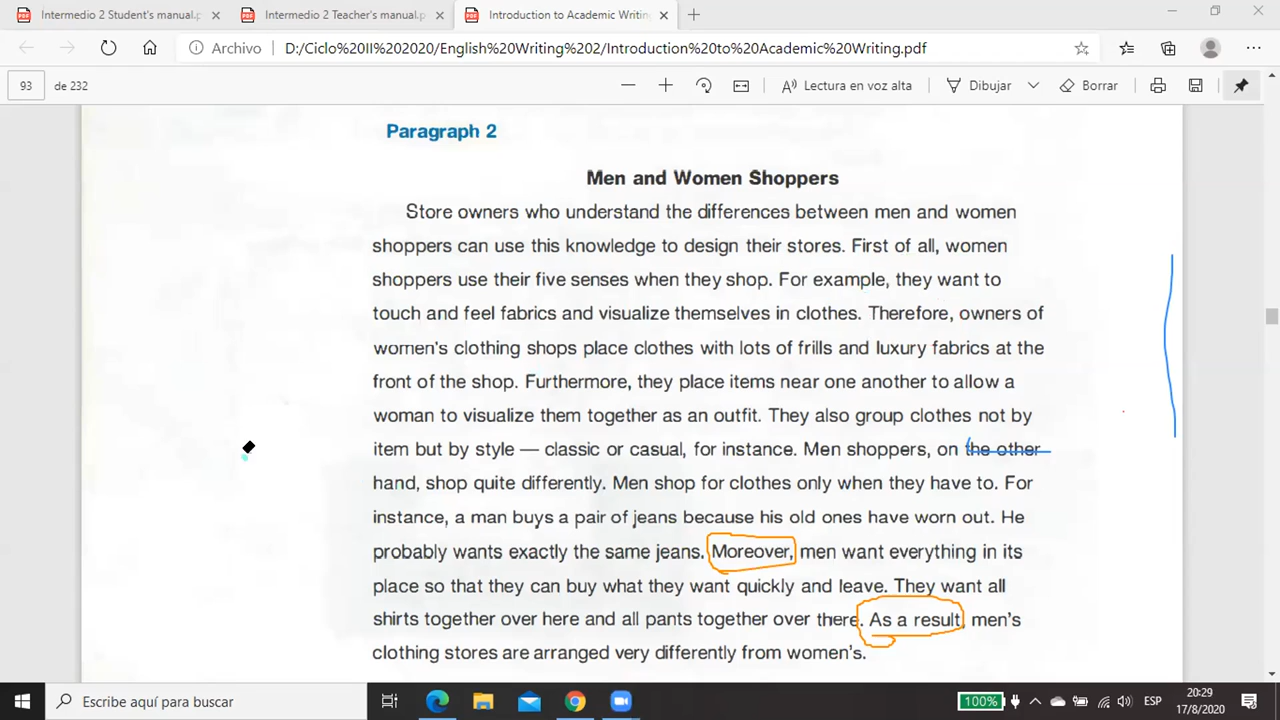 Intermedio 2 Student's manual.p
Intermedio 2 Teacher's manual.p
Introduction to Academic Writing
Archivo
D:/Ciclo%20II%202020/English%20Writing%202/Introduction%20to%20Academic%20Writing.pdf
93 de 232
Lectura en voz alta
Dibujar
Borrar
Paragraph 2
Men and Women Shoppers
Store owners who understand the differences between men and women
shoppers can use this knowledge to design their stores. First of all, women
shoppers use their five senses when they shop. For example, they want to
touch and feel fabrics and visualize themselves in clothes. Therefore, owners of
women's clothing shops place clothes with lots of frills and luxury fabrics at the
front of the shop. Furthermore, they place items near one another to allow a
woman to visualize them together as an outfit. They also group clothes not by
item but by style — classic or casual, for instance. Men shoppers, on the other
hand, shop quite differently. Men shop for clothes only when they have to. For
instance, a man buys a pair of jeans because his old ones have worn out. He
probably wants exactly the same jeans. Moreover, men want everything in its
place so that they can buy what they want quickly and leave. They want all
shirts together over here and all pants together over there. As a result, men's
clothing stores are arranged very differently from women's.
Escribe aquí para buscar
100%
ESP
20:29
17/8/2020